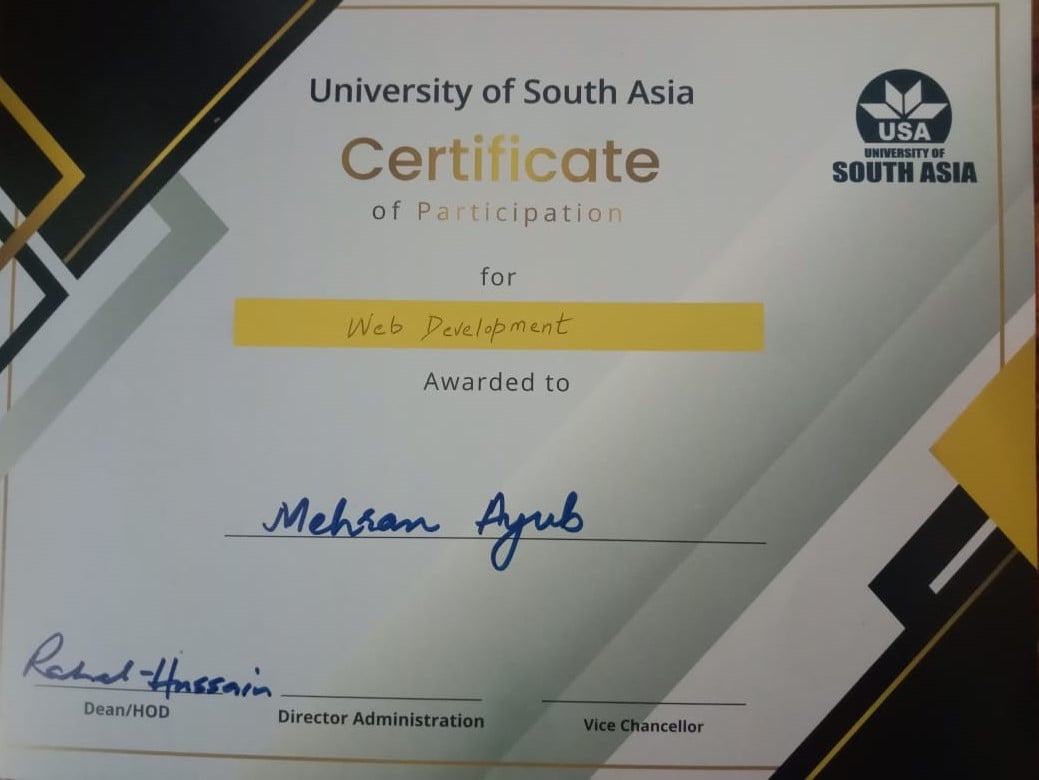 University of South Asia
Certificate
of Participation
for
Web Development
Awarded to
Mehran Ayub
Hussain
Dean/HOD
Director Administration
Vice Chancellor
USA
UNIVERSITY OF
SOUTH ASIA